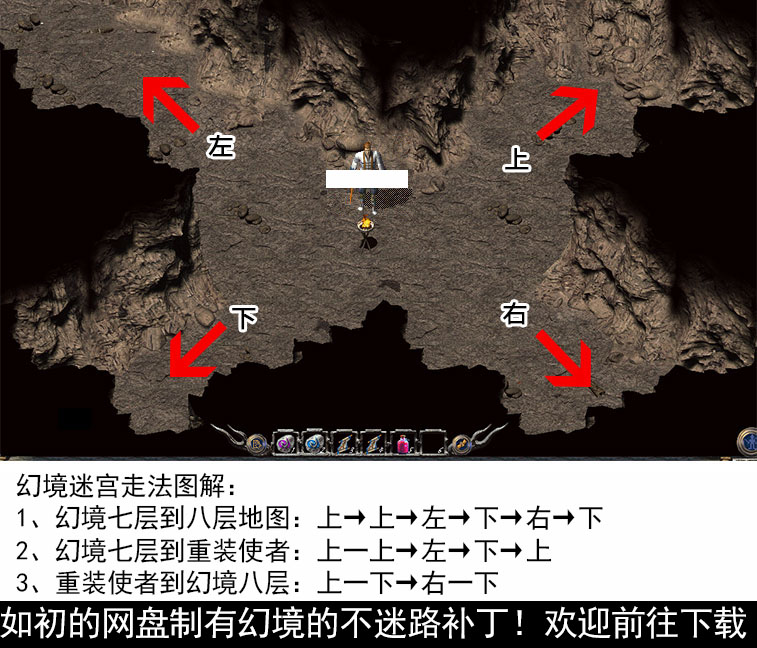 左
上
下
右
幻境迷宫走法图解：
1、幻境七层到八层地图：上→上→左→下→右→下
2、幻境七层到重装使者：上一上→左→下→上
3、重装使者到幻境八层：上一下→右一下
如初的网盘制有幻境的不迷路补丁！欢迎前往下载